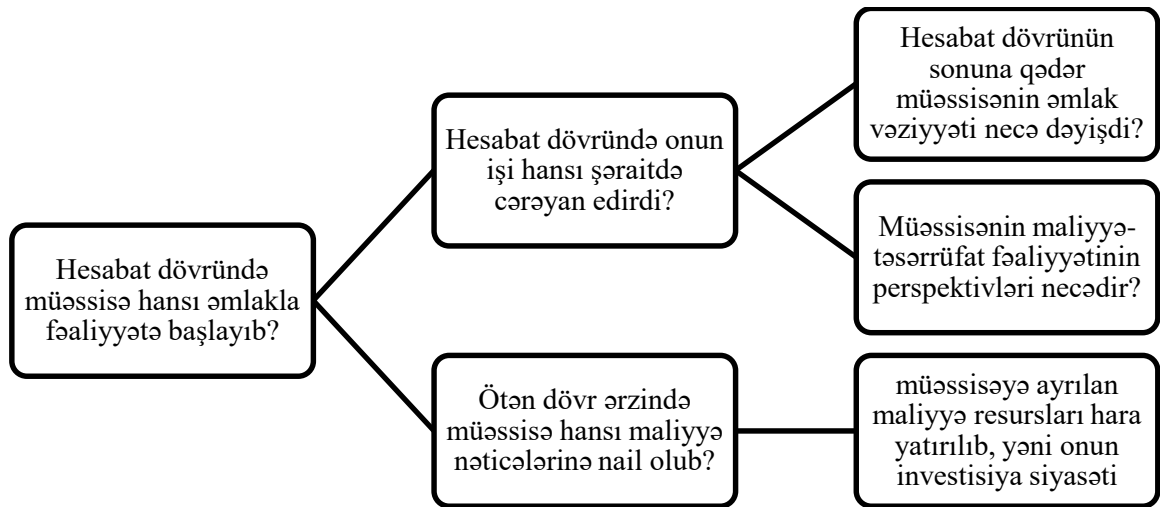 Hesabat dövründə
müəssisə hansı əmlakla
fəaliyyətə başlayıb?
Hesabat dövründə onun
işi hansı şəraitdə
cərəyan edirdi?
Hesabat dövrünün
sonuna qədər
müəssisənin əmlak
vəziyyəti necə dəyişdi?
Müəssisənin maliyyə-
təsərrüfat fəaliyyətinin
perspektivləri necədir?
Ötən dövr ərzində
müəssisə hansı maliyyə
nəticələrinə nail olub?
müəssisəyə ayrılan
maliyyə resursları hara
yatırılıb, yəni onun
investisiya siyasəti